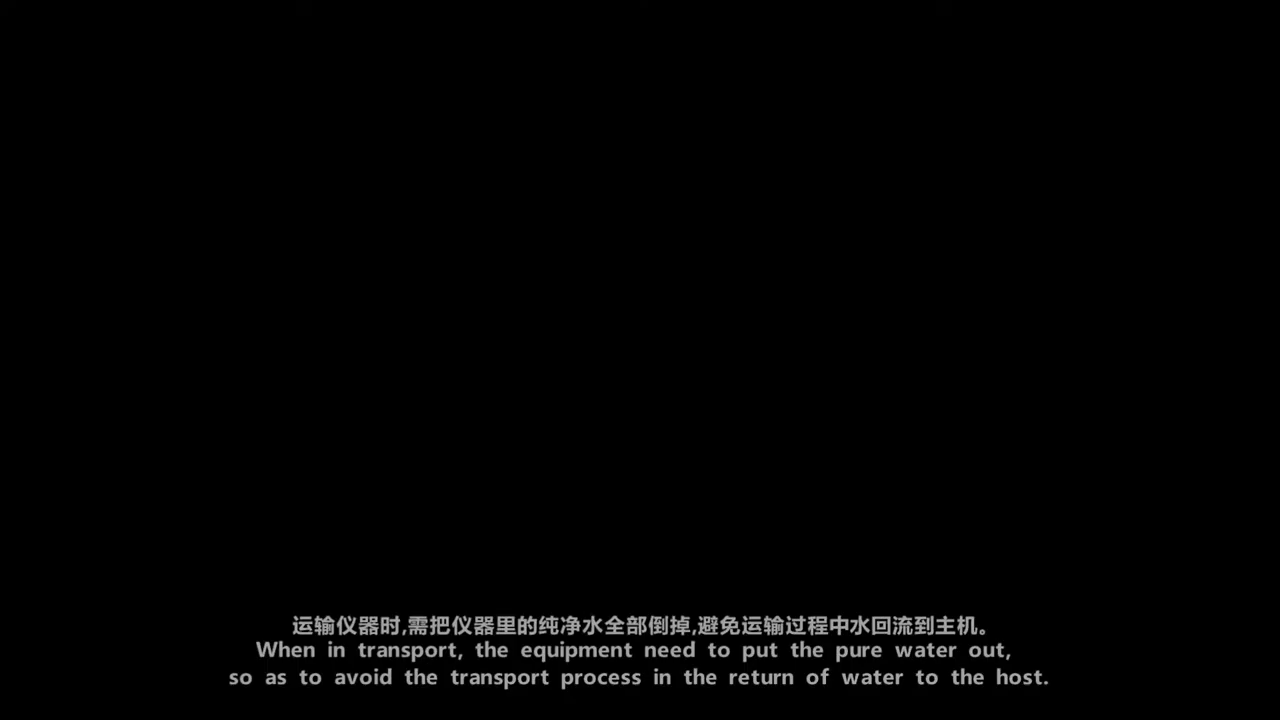 运输仪器时,需把仪器里的纯净水全部倒掉,避免运输过程中水回流到主机。
When in transport, the equipment need to put the pure water out,
so as to avoid the transport process in the return of water to the host.